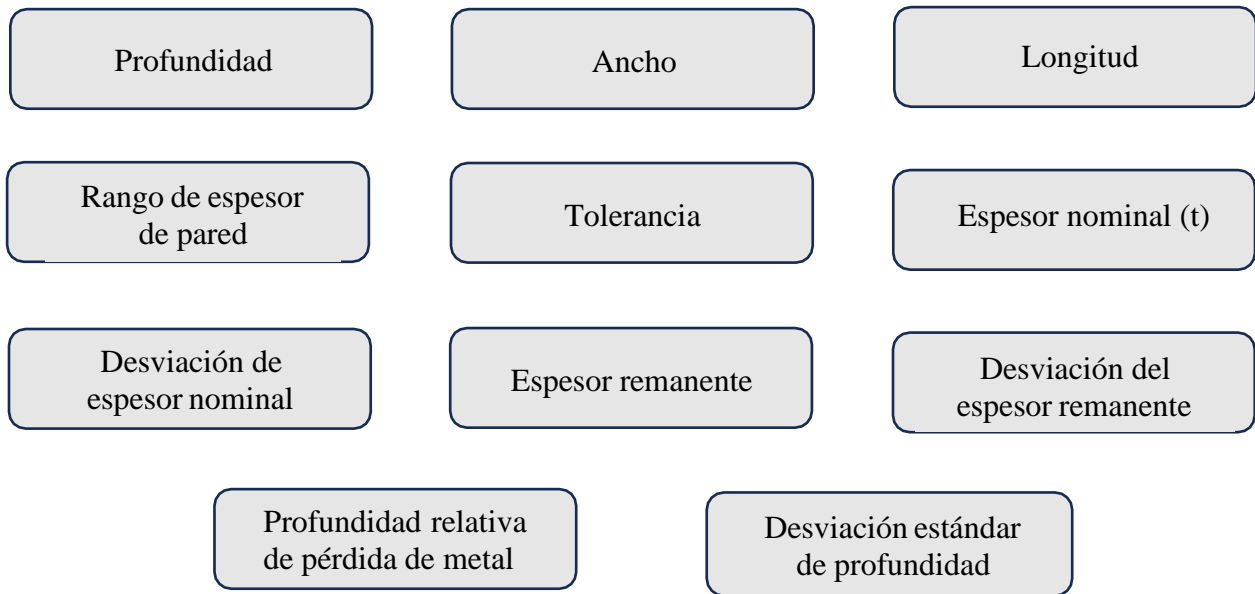 Profundidad
Ancho
Longitud
Rango de espesor
de pared
Tolerancia
Espesor nominal (t)
Desviación de
espesor nominal
Espesor remanente
Desviación del
espesor remanente
Profundidad relativa
de pérdida de metal
Desviación estándar
de profundidad